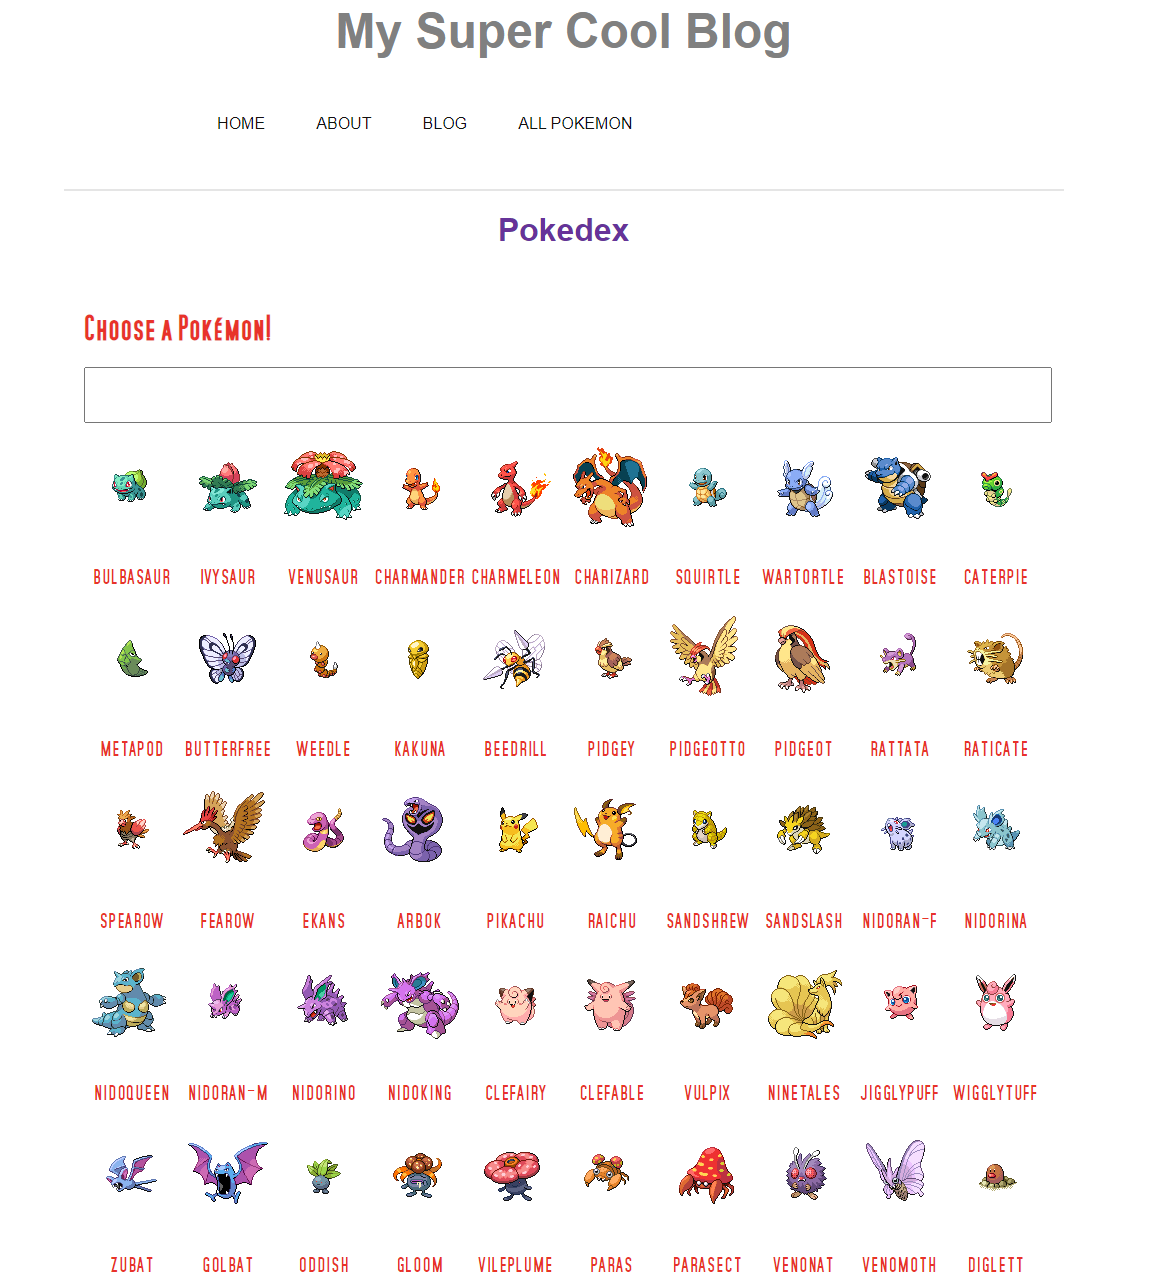 My Super Cool Blog
HOME ABOUT BLOG ALL POKEMON
Pokedex
Choose a Pokémon!
BULBASAUR IVYSAUR VENUSAUR CHARMANDER CHARMELEON CHARIZARD SQUIRTLE WARTORTLE BLASTOISE CATERPIE
METAPOD BUTTERFREE WEEDLE KAKUNA BEEDRILL PIDGEY PIDGEOTTO PIDGEOT RATTATA RATICATE
SPEAROW FEAROW EKANS ARBOK PIKACHU RAICHU SANDSHREW SANDSLASH NIDORAN-F NIDORINA
NIDOQUEEN NIDORAN-M NIDORINO NIDOKING CLEFAIRY CLEFABLE VULPIX NINETALES JIGGLYPUFF WIGGLYTUFF
ZUBAT GOLBAT ODDISH GLOOM VILEPLUME PARAS PARASECT VENONAT VENOMOTH DIGLETT